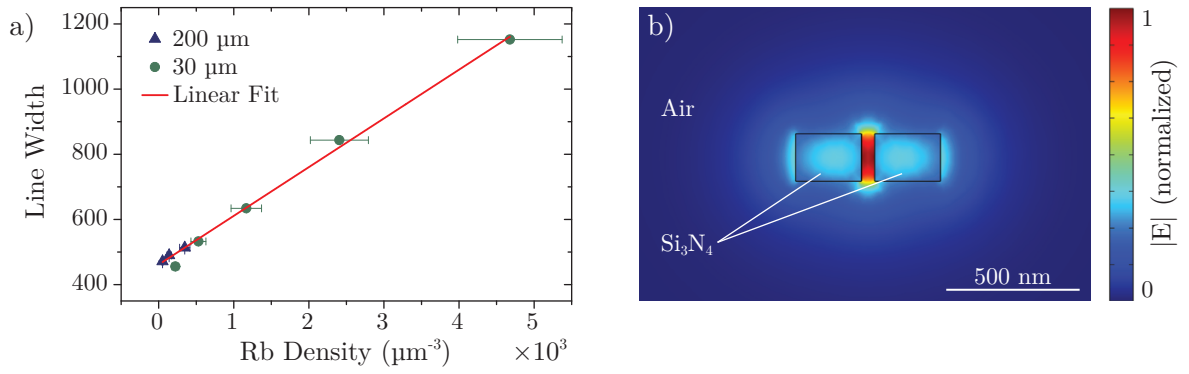 a)
200 µm
30 µm
Linear Fit
Line Width
1200
1000
800
600
400
0 1 2 3 4 5
Rb Density (µm⁻³)
×10³
b)
Air
Si₃N₄
500 nm
1
0
|E| (normalized)